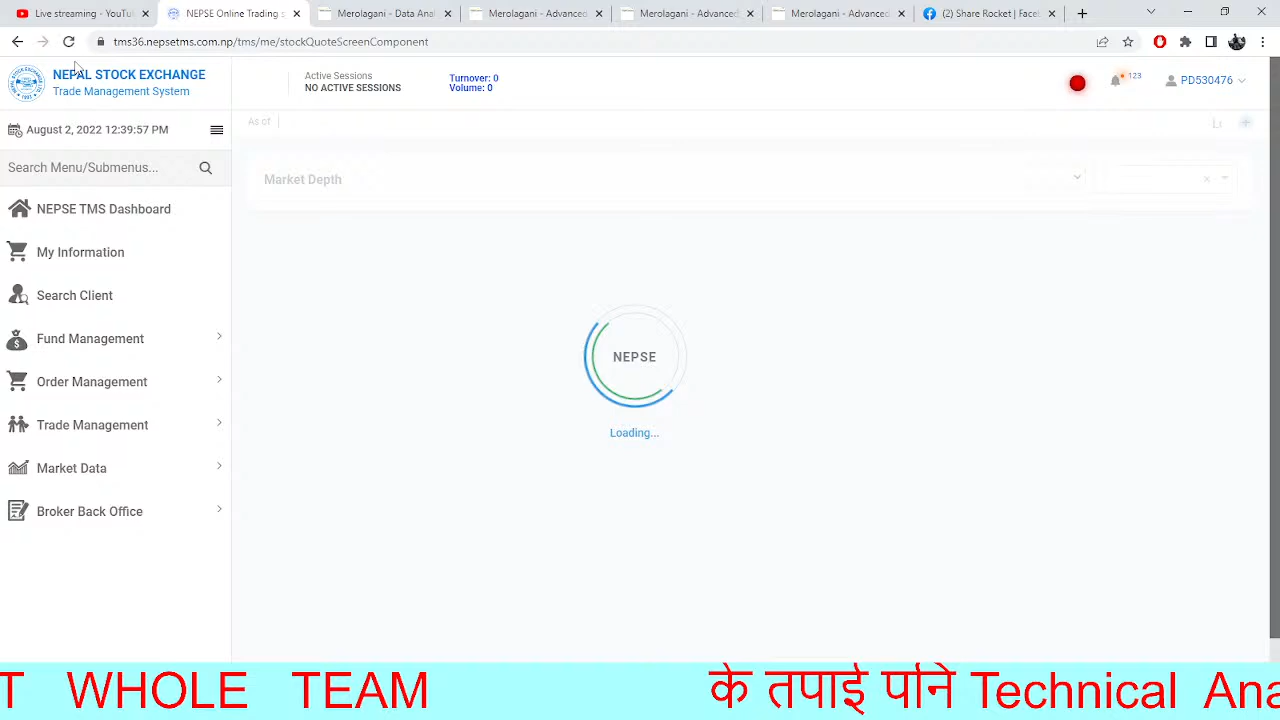 Live streaming - YouTu
NEPSE Online Trading s
Merolagani - Data Anal
Merolagani - Advanced
Merolagani - Advanced
Merolagani - Advanced
(2) Share Rocket | Face
tms36.nepsetms.com.np/tms/me/stockQuoteScreenComponent
NEPAL STOCK EXCHANGE
Trade Management System
Active Sessions
NO ACTIVE SESSIONS
Turnover: 0
Volume: 0
123
PD530476
August 2, 2022 12:39:57 PM
As of
Search Menu/Submenus...
Market Depth
NEPSE TMS Dashboard
My Information
Search Client
Fund Management
Order Management
Trade Management
Market Data
Broker Back Office
NEPSE
Loading...
T WHOLE TEAM के तपाई पनि Technical Ana